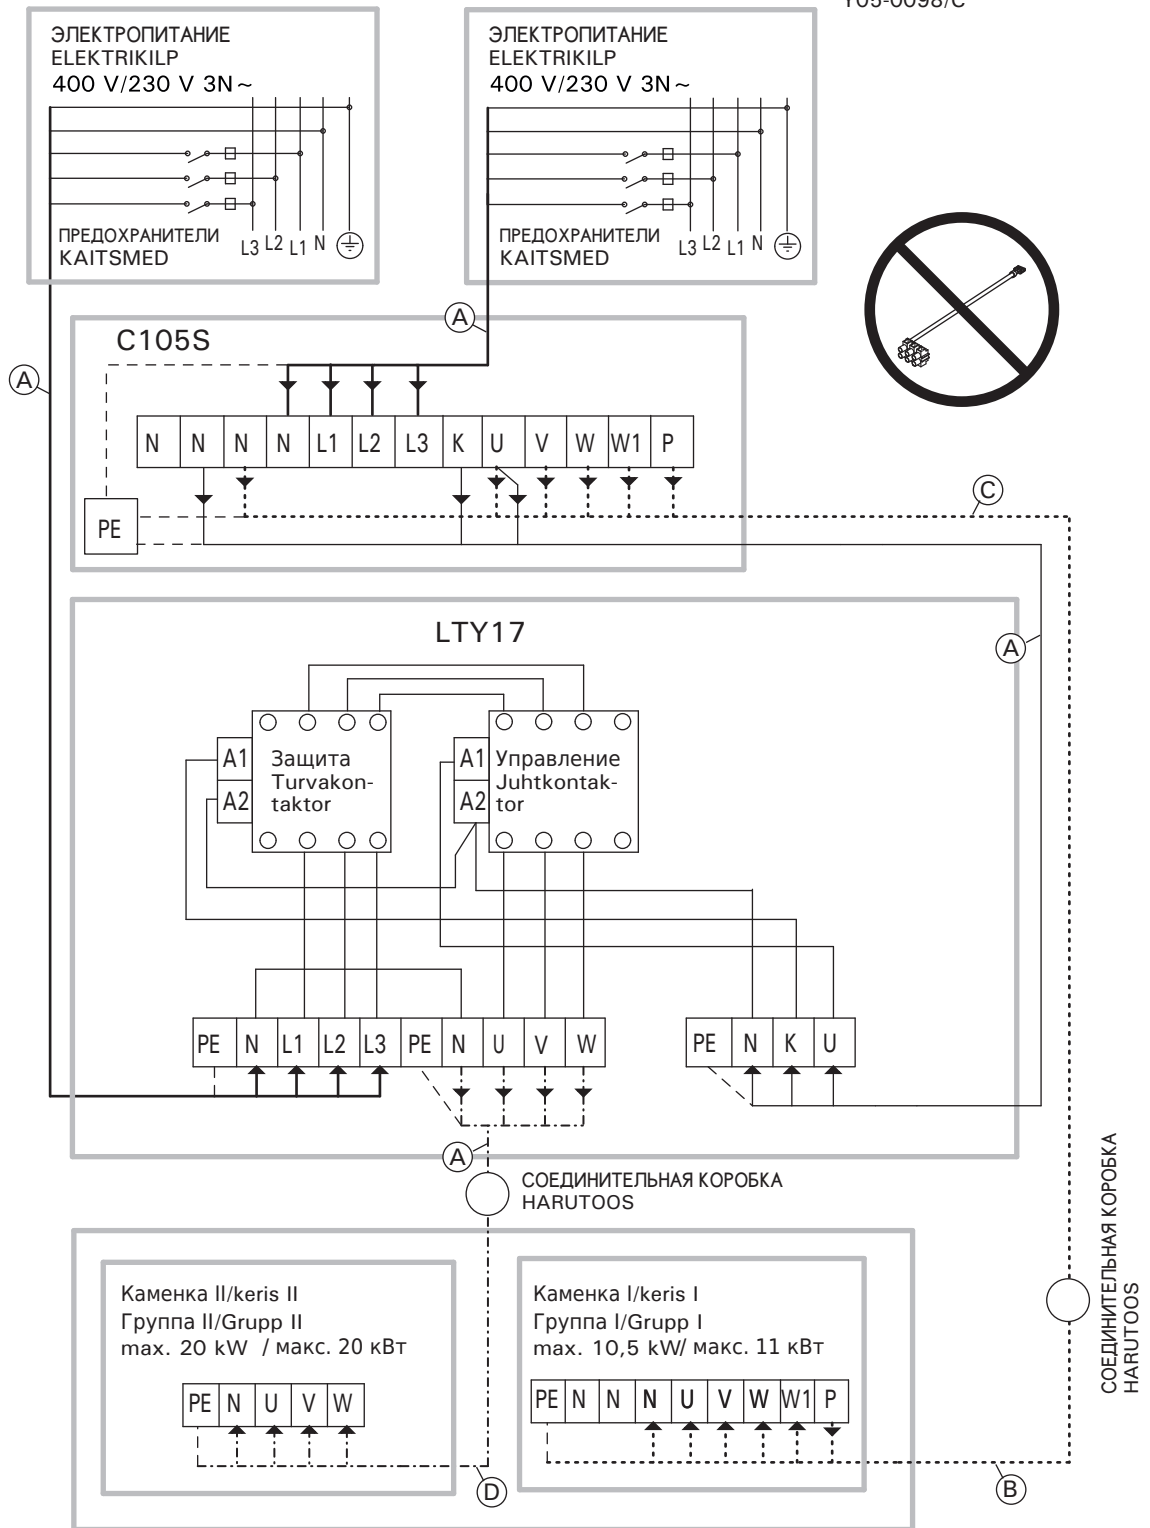 Y05-0098/C
ЭЛЕКТРОПИТАНИЕ
ELEKTRIKILP
400 V/230 V 3N~
ПРЕДОХРАНИТЕЛИ
KAITSMED
L3 L2 L1 N
ЭЛЕКТРОПИТАНИЕ
ELEKTRIKILP
400 V/230 V 3N~
ПРЕДОХРАНИТЕЛИ
KAITSMED
L3 L2 L1 N
A
A
C105S
N N N N L1 L2 L3 K U V W W1 P
C
PE
LTY17
A
A1
A2
Защита
Turvakon-
taktor
A1
A2
Управление
Juhtkontak-
tor
PE N L1 L2 L3 PE N U V W
PE N K U
A
СОЕДИНИТЕЛЬНАЯ КОРОБКА
HARUTOOS
СОЕДИНИТЕЛЬНАЯ КОРОБКА
HARUTOOS
Каменка II/keris II
Группа II/Grupp II
max. 20 kW / макс. 20 кВт
PE N U V W
D
Каменка I/keris I
Группа I/Grupp I
max. 10,5 kW/ макс. 11 кВт
PE N N N U V W W1 P
B